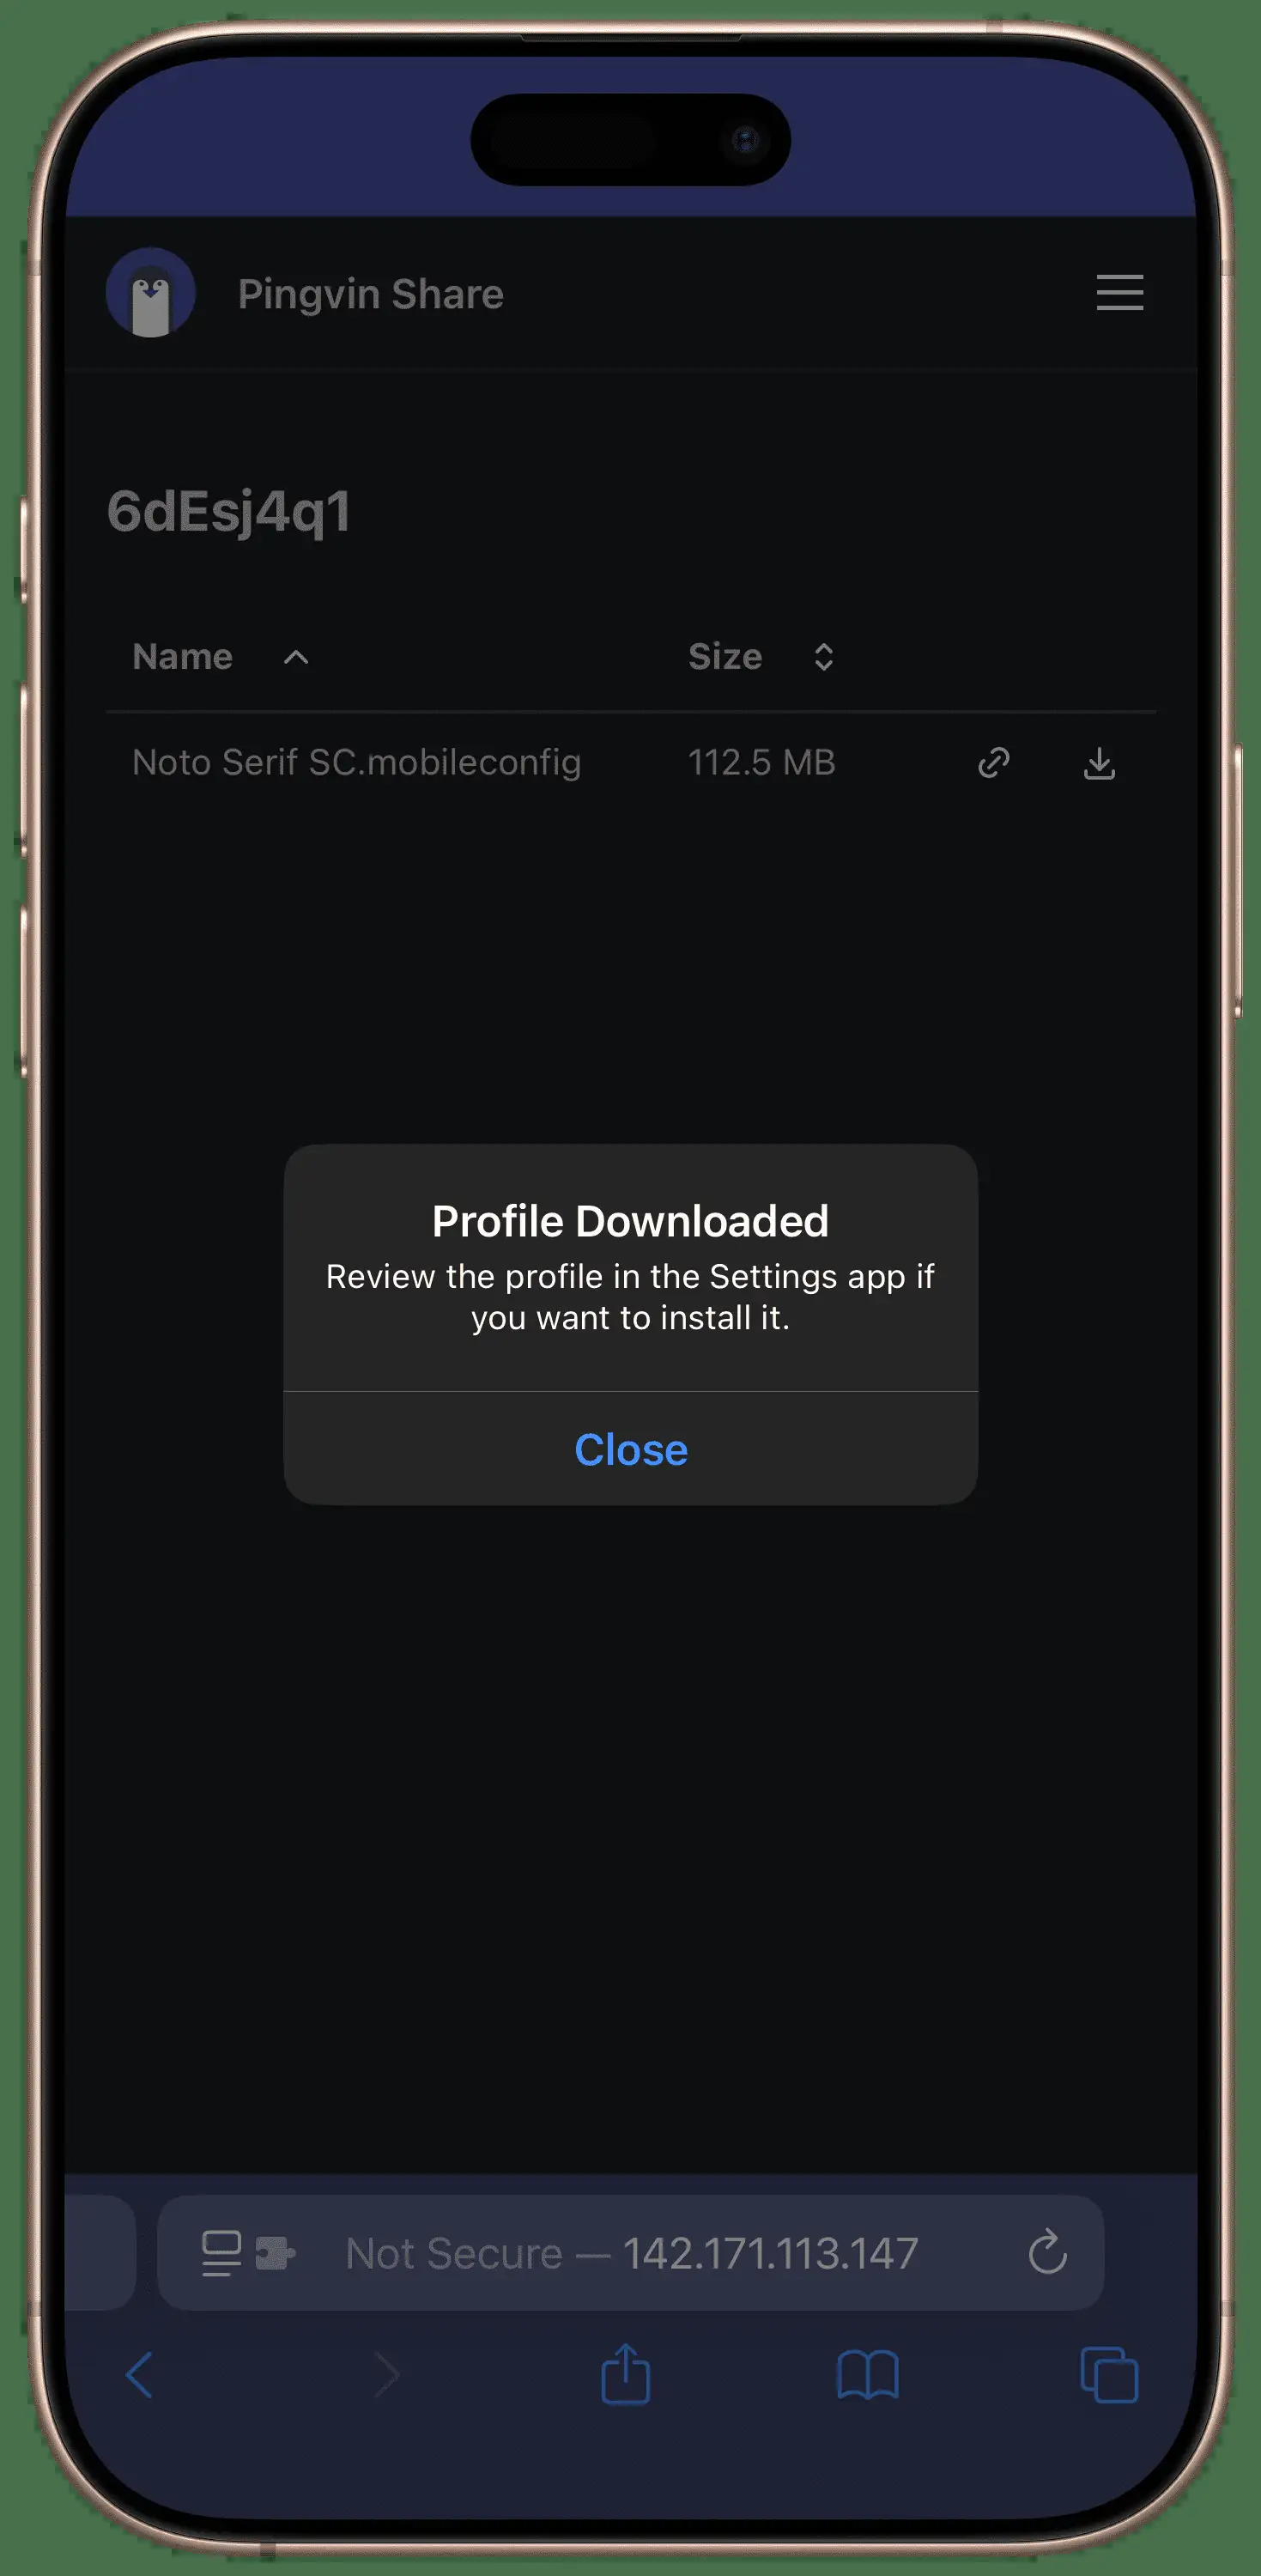 Pingvin Share
6dEsj4q1
Name Size
Noto Serif SC.mobileconfig 112.5 MB
Profile Downloaded
Review the profile in the Settings app if
you want to install it.
Close
Not Secure — 142.171.113.147